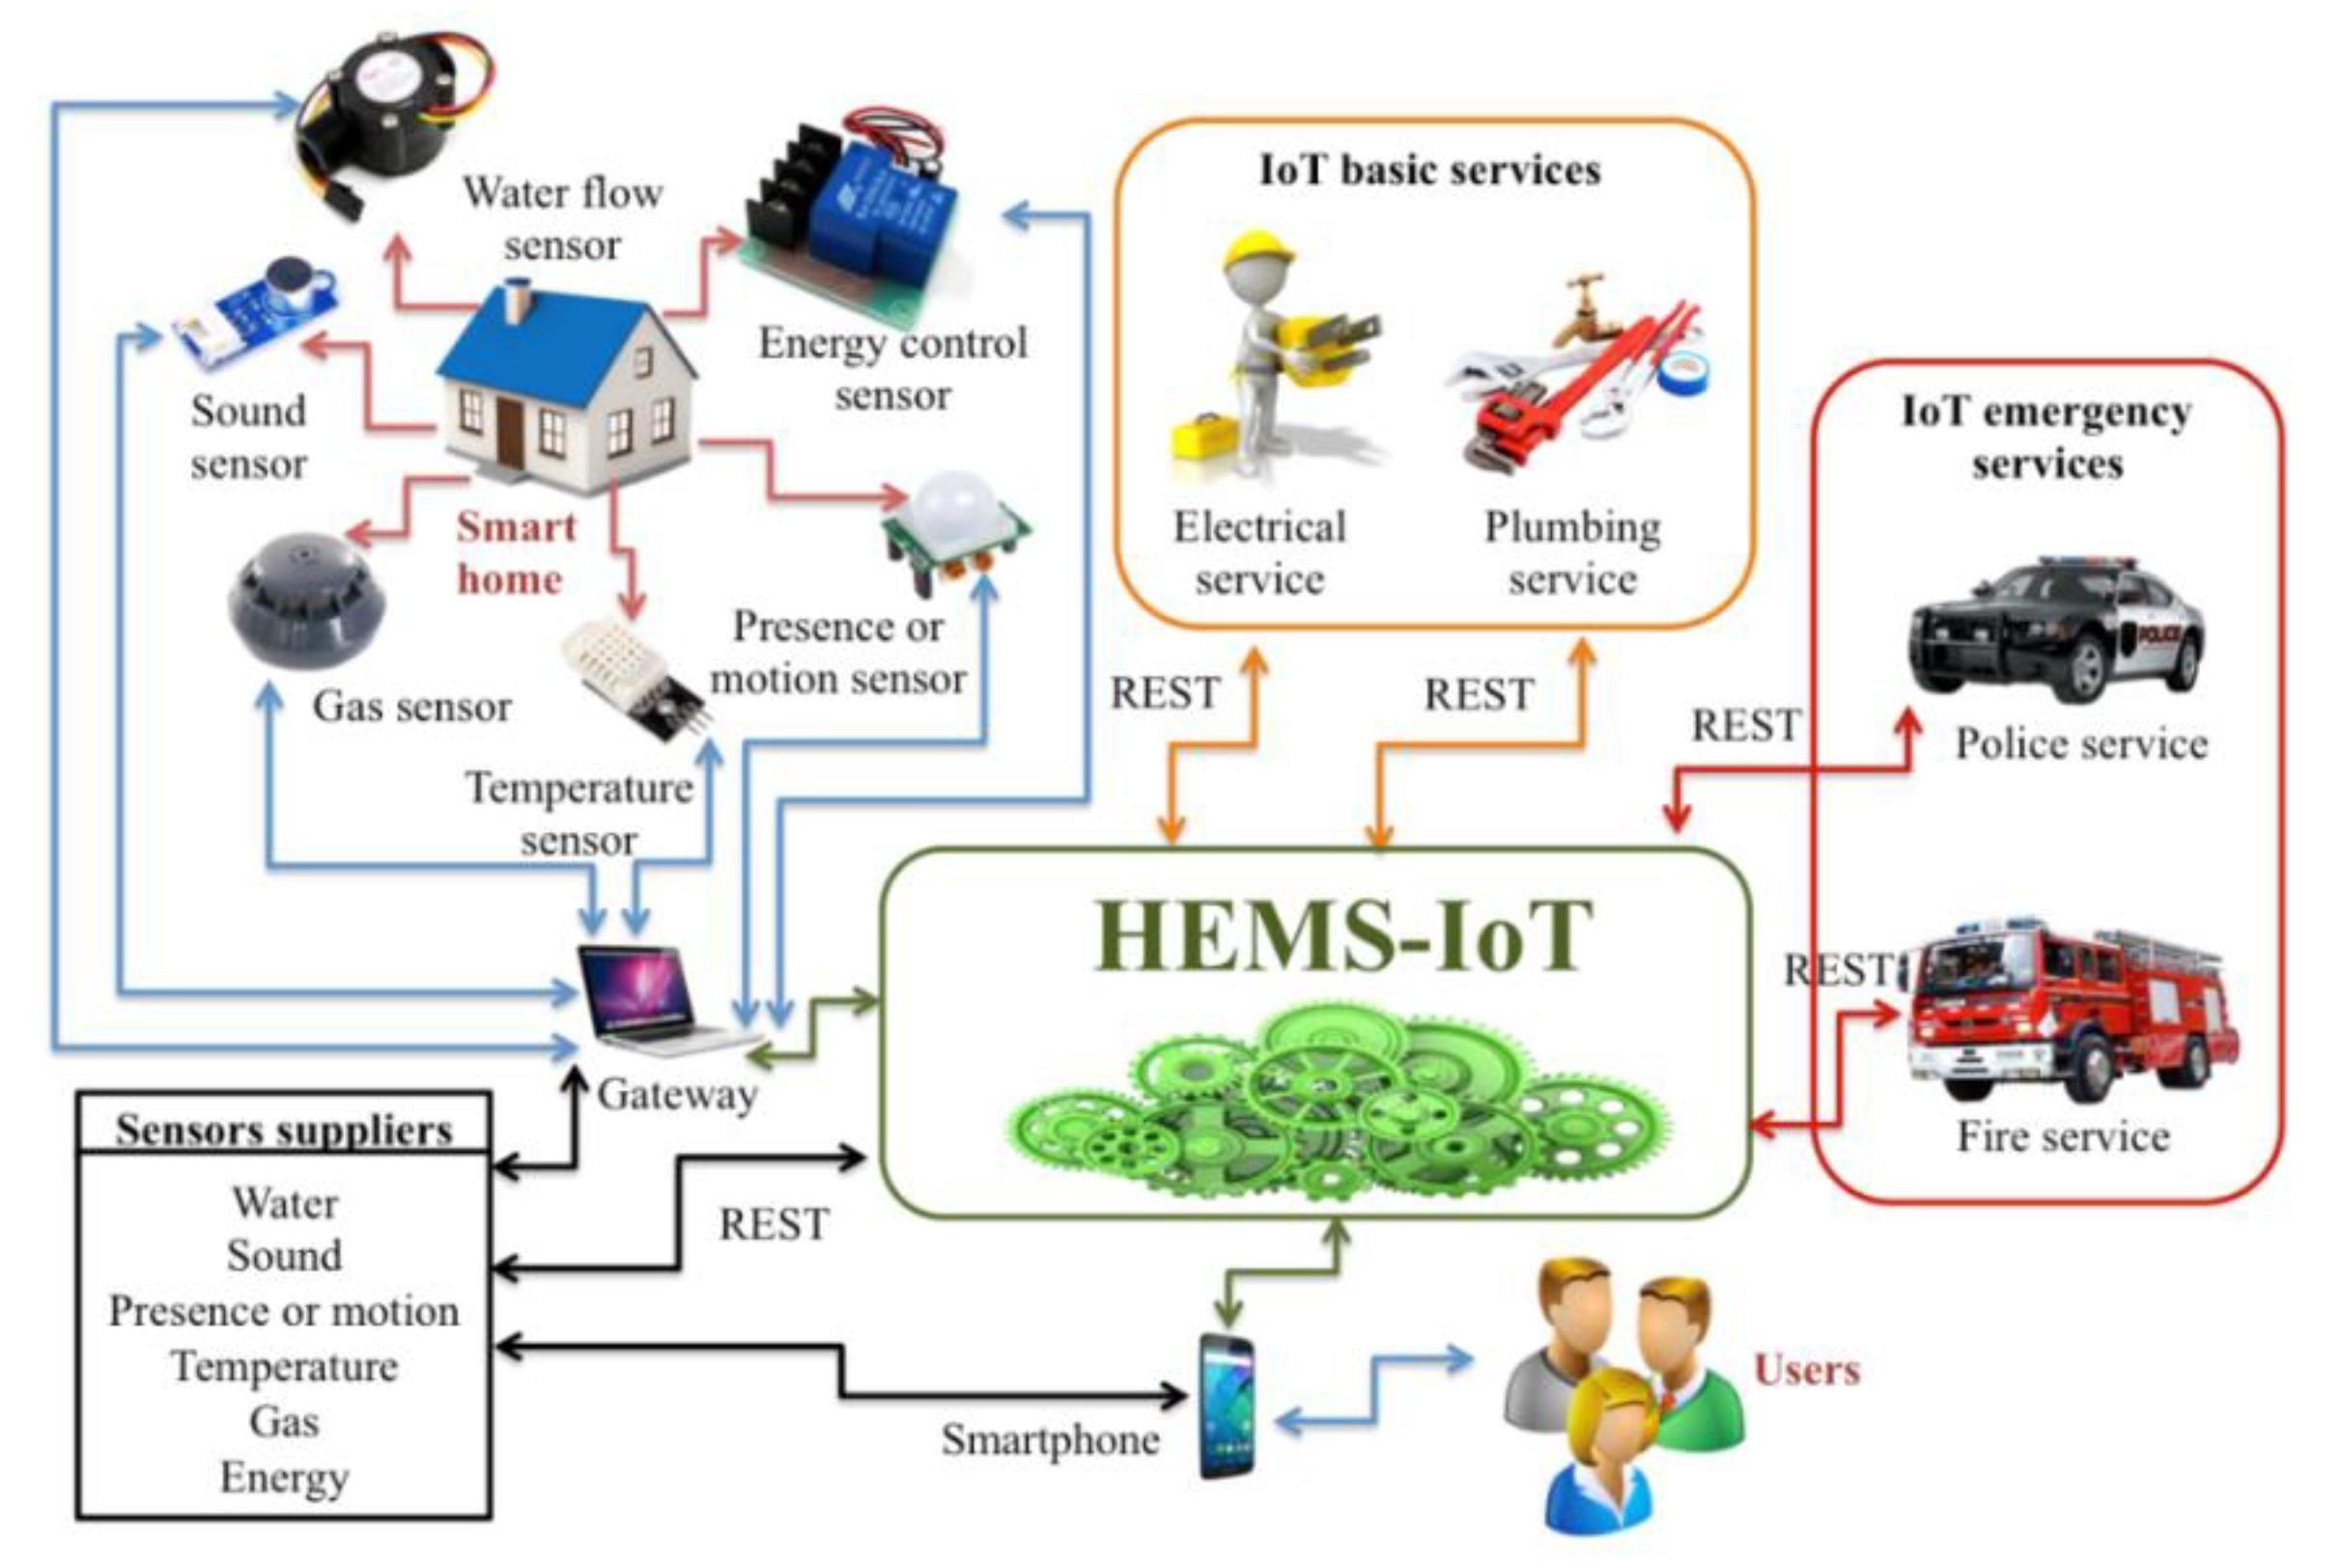 Water flow
sensor
Energy control
sensor
Sound
sensor
Smart
home
Gas sensor
Presence or
motion sensor
Temperature
sensor
Gateway
IoT basic services
Electrical
service
Plumbing
service
REST
REST
REST
IoT emergency
services
POLICE
Police service
REST
Fire service
HEMS-IoT
Sensors suppliers
Water
Sound
Presence or motion
Temperature
Gas
Energy
REST
Smartphone
Users